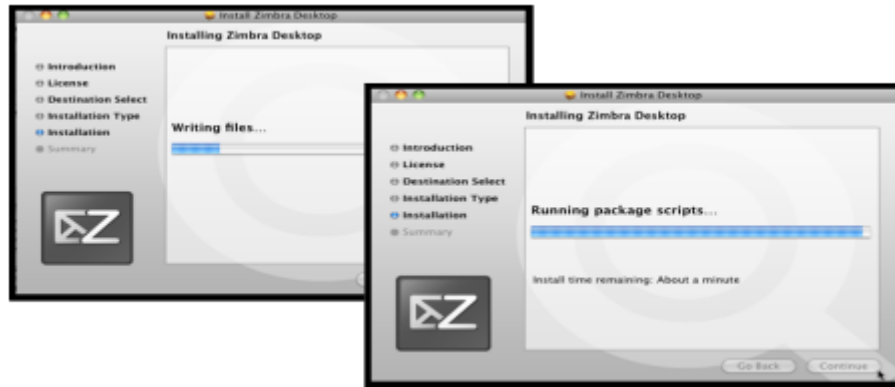 Install Zimbra Desktop
Installing Zimbra Desktop
Introduction
License
Destination Select
Installation Type
Installation
Summary
Writing files...
Z
Install Zimbra Desktop
Installing Zimbra Desktop
Introduction
License
Destination Select
Installation Type
Installation
Summary
Running package scripts...
Install time remaining: About a minute
Z
Go Back
Continue